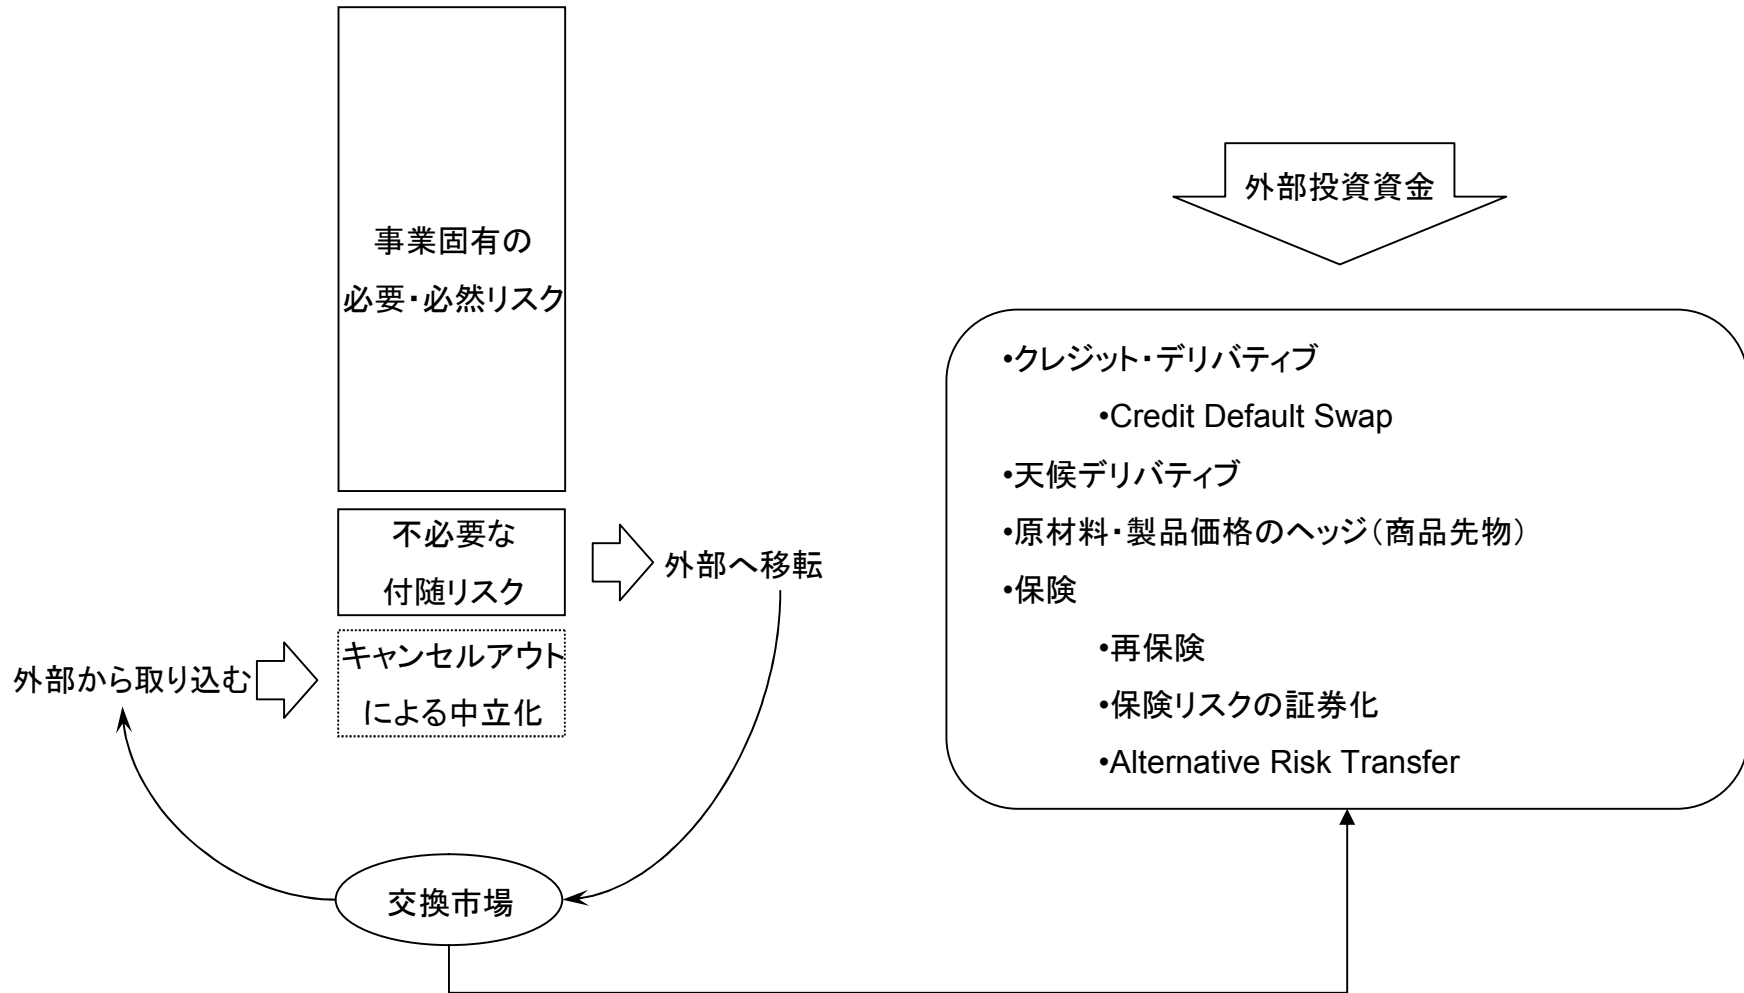 事業固有の
必要・必然リスク
不必要な
付随リスク
外部へ移転
キャンセルアウト
による中立化
外部から取り込む
交換市場
外部投資資金
•クレジット・デリバティブ
•Credit Default Swap
•天候デリバティブ
•原材料・製品価格のヘッジ(商品先物)
•保険
•再保険
•保険リスクの証券化
•Alternative Risk Transfer